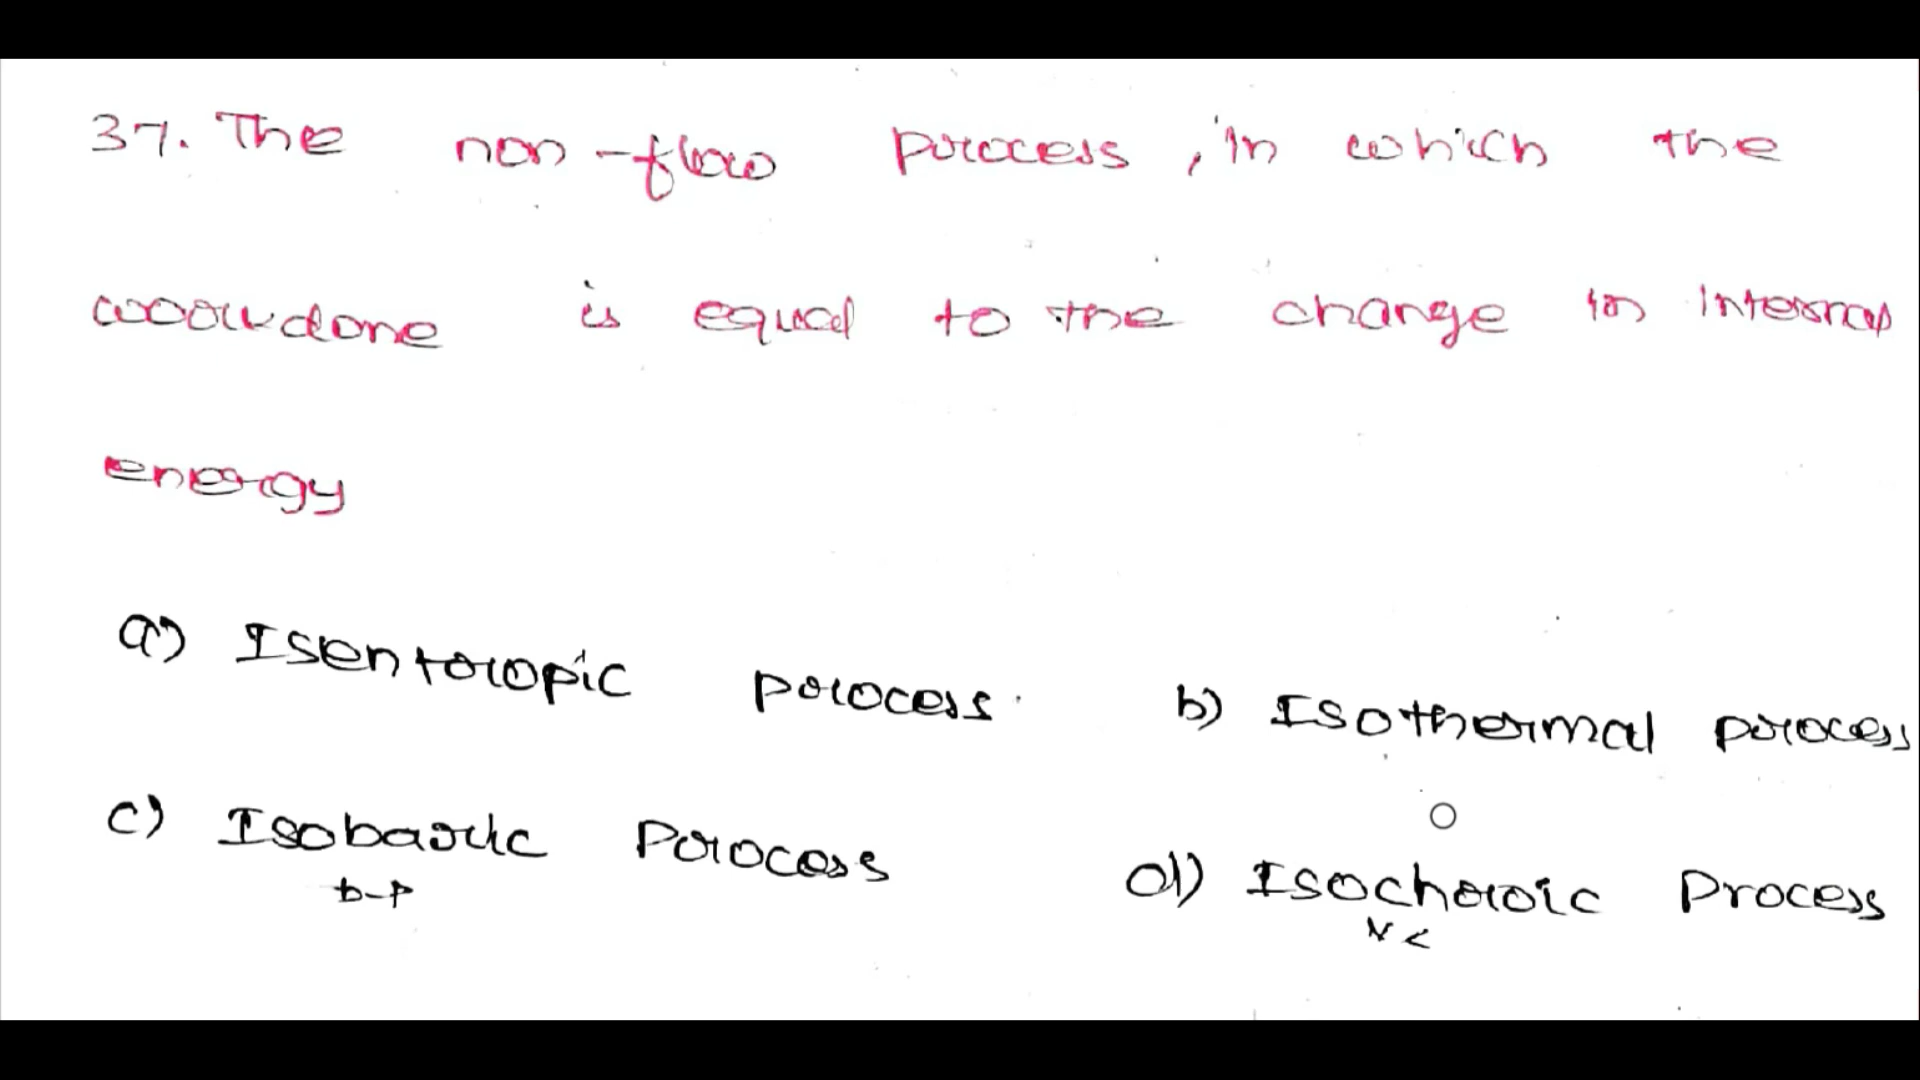 37. The non-flow process, in which the
workdone is equal to the change in Internal
energy
a) Isentropic process.
b) Isothermal process
c) Isobaric Process
b-p
d) Isochoric Process
v c